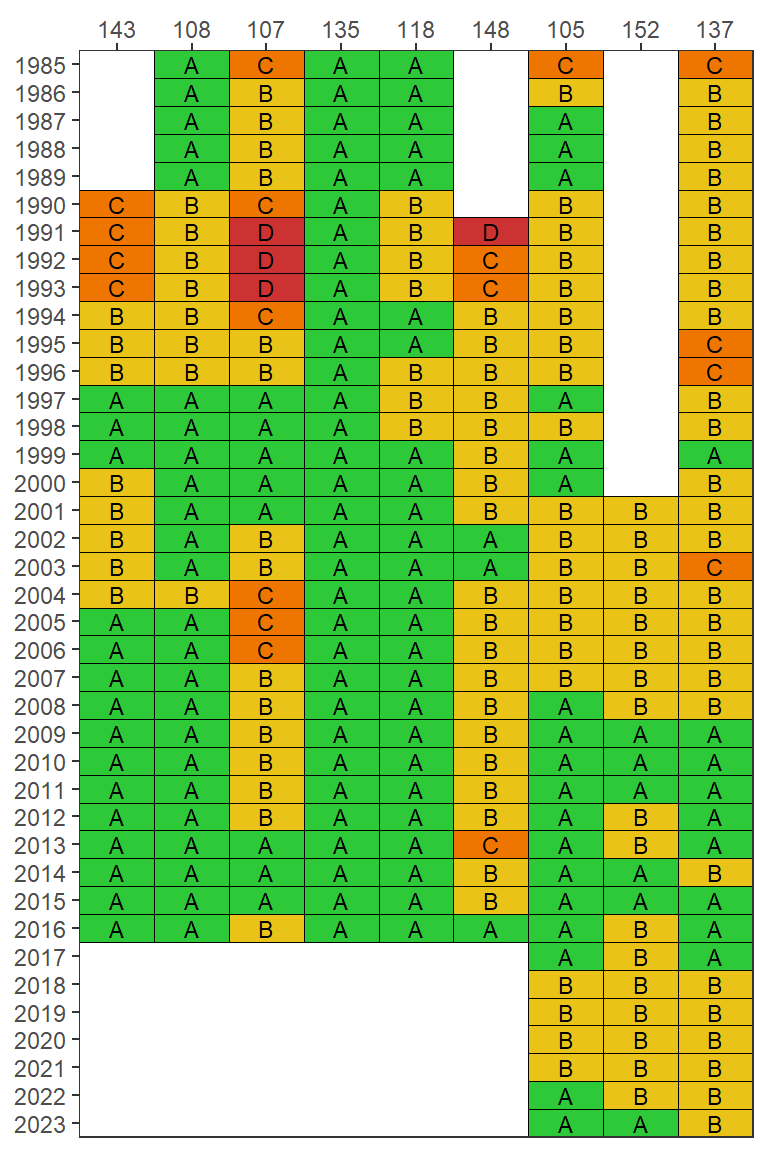 143 108 107 135 118 148 105 152 137
1985 A C A A C C
1986 A B A A B B
1987 A B A A A B
1988 A B A A A B
1989 A B A A A B
1990 C B C A B B B
1991 C B D A B D B B
1992 C B D A B C B B
1993 C B D A B C B B
1994 B B C A A B B B
1995 B B B A A B B C
1996 B B B A B B B C
1997 A A A A B B A B
1998 A A A A B B B B
1999 A A A A A B A A
2000 B A A A A B A B
2001 B A A A A B B B B
2002 B A B A A A B B B
2003 B A B A A A B B C
2004 B B C A A B B B B
2005 A A C A A B B B B
2006 A A C A A B B B B
2007 A A B A A B B B B
2008 A A B A A B A B B
2009 A A B A A B A A A
2010 A A B A A B A A A
2011 A A B A A B A A A
2012 A A B A A B A B A
2013 A A A A A C A B A
2014 A A A A A B A A B
2015 A A A A A B A A A
2016 A A B A A A A B A
2017 A B A
2018 B B B
2019 B B B
2020 B B B
2021 B B B
2022 A B B
2023 A A B